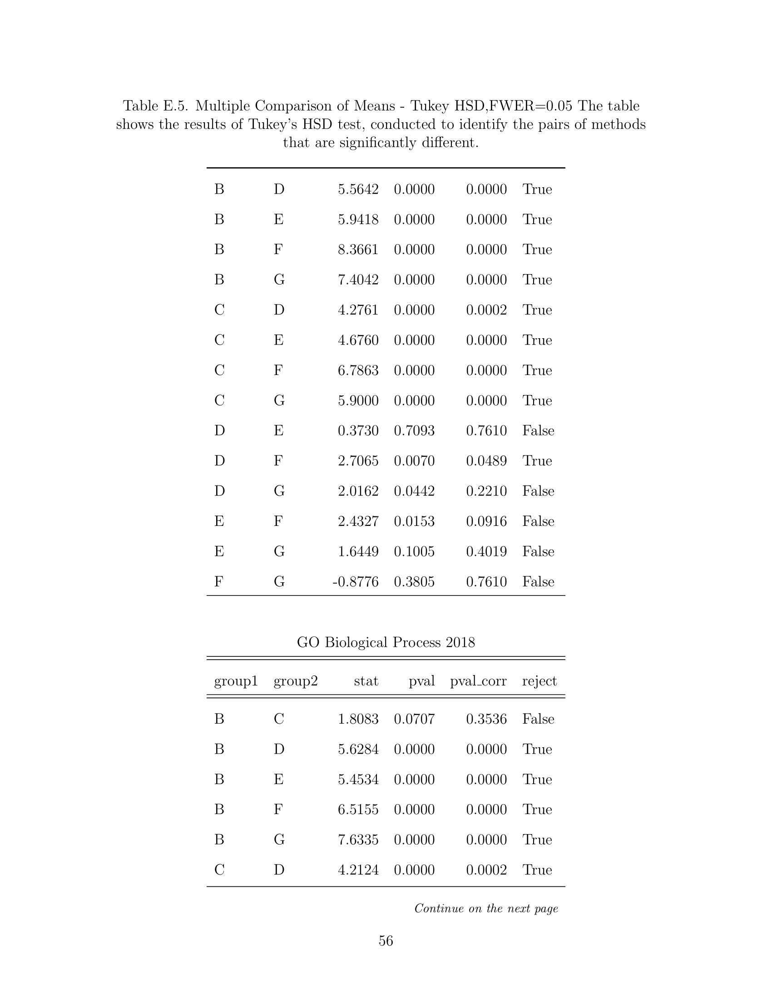 Table E.5. Multiple Comparison of Means - Tukey HSD,FWER=0.05 The table
shows the results of Tukey's HSD test, conducted to identify the pairs of methods
that are significantly different.
B D 5.5642 0.0000 0.0000 True
B E 5.9418 0.0000 0.0000 True
B F 8.3661 0.0000 0.0000 True
B G 7.4042 0.0000 0.0000 True
C D 4.2761 0.0000 0.0002 True
C E 4.6760 0.0000 0.0000 True
C F 6.7863 0.0000 0.0000 True
C G 5.9000 0.0000 0.0000 True
D E 0.3730 0.7093 0.7610 False
D F 2.7065 0.0070 0.0489 True
D G 2.0162 0.0442 0.2210 False
E F 2.4327 0.0153 0.0916 False
E G 1.6449 0.1005 0.4019 False
F G -0.8776 0.3805 0.7610 False
GO Biological Process 2018
group1 group2 stat pval pval_corr reject
B C 1.8083 0.0707 0.3536 False
B D 5.6284 0.0000 0.0000 True
B E 5.4534 0.0000 0.0000 True
B F 6.5155 0.0000 0.0000 True
B G 7.6335 0.0000 0.0000 True
C D 4.2124 0.0000 0.0002 True
Continue on the next page
56